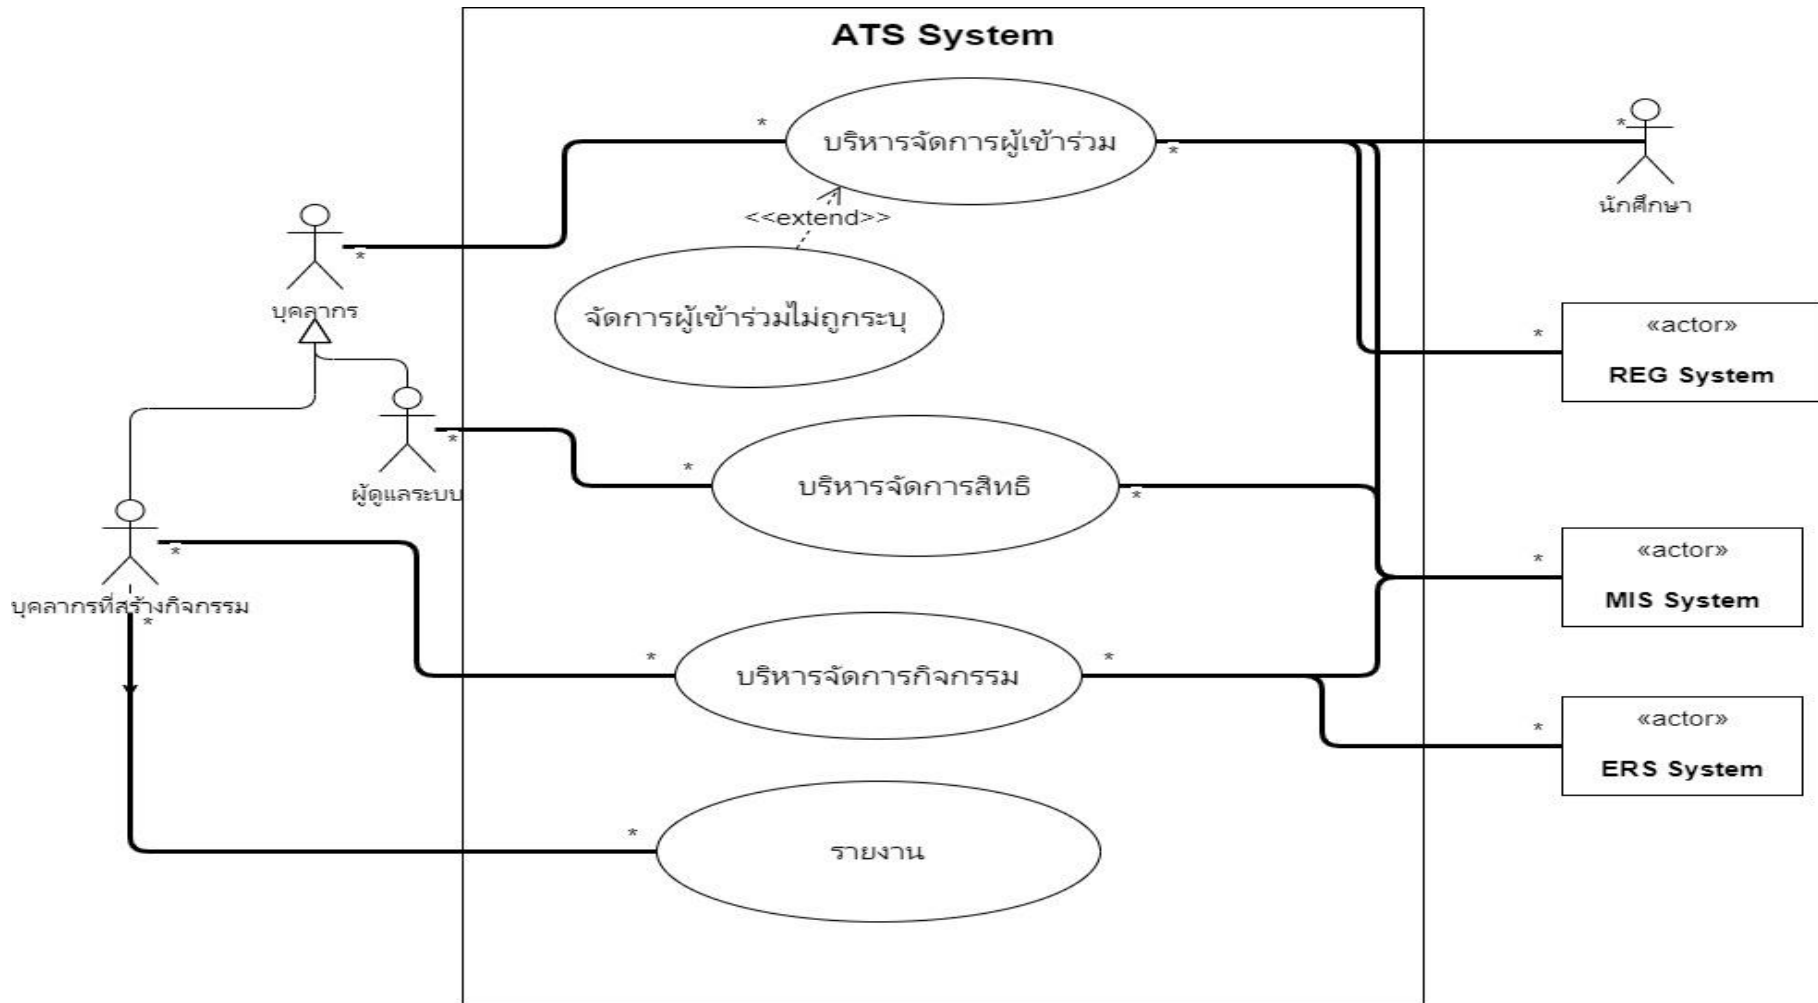 ATS System
*
บริหารจัดการผู้เข้าร่วม
*
*
นักศึกษา
<<extend>>
*
บุคลากร
จัดการผู้เข้าร่วมไม่ถูกระบุ
*
«actor»
REG System
*
ผู้ดูแลระบบ
*
บริหารจัดการสิทธิ
*
*
«actor»
MIS System
*
บุคลากรที่สร้างกิจกรรม
*
*
บริหารจัดการกิจกรรม
*
*
«actor»
ERS System
*
รายงาน